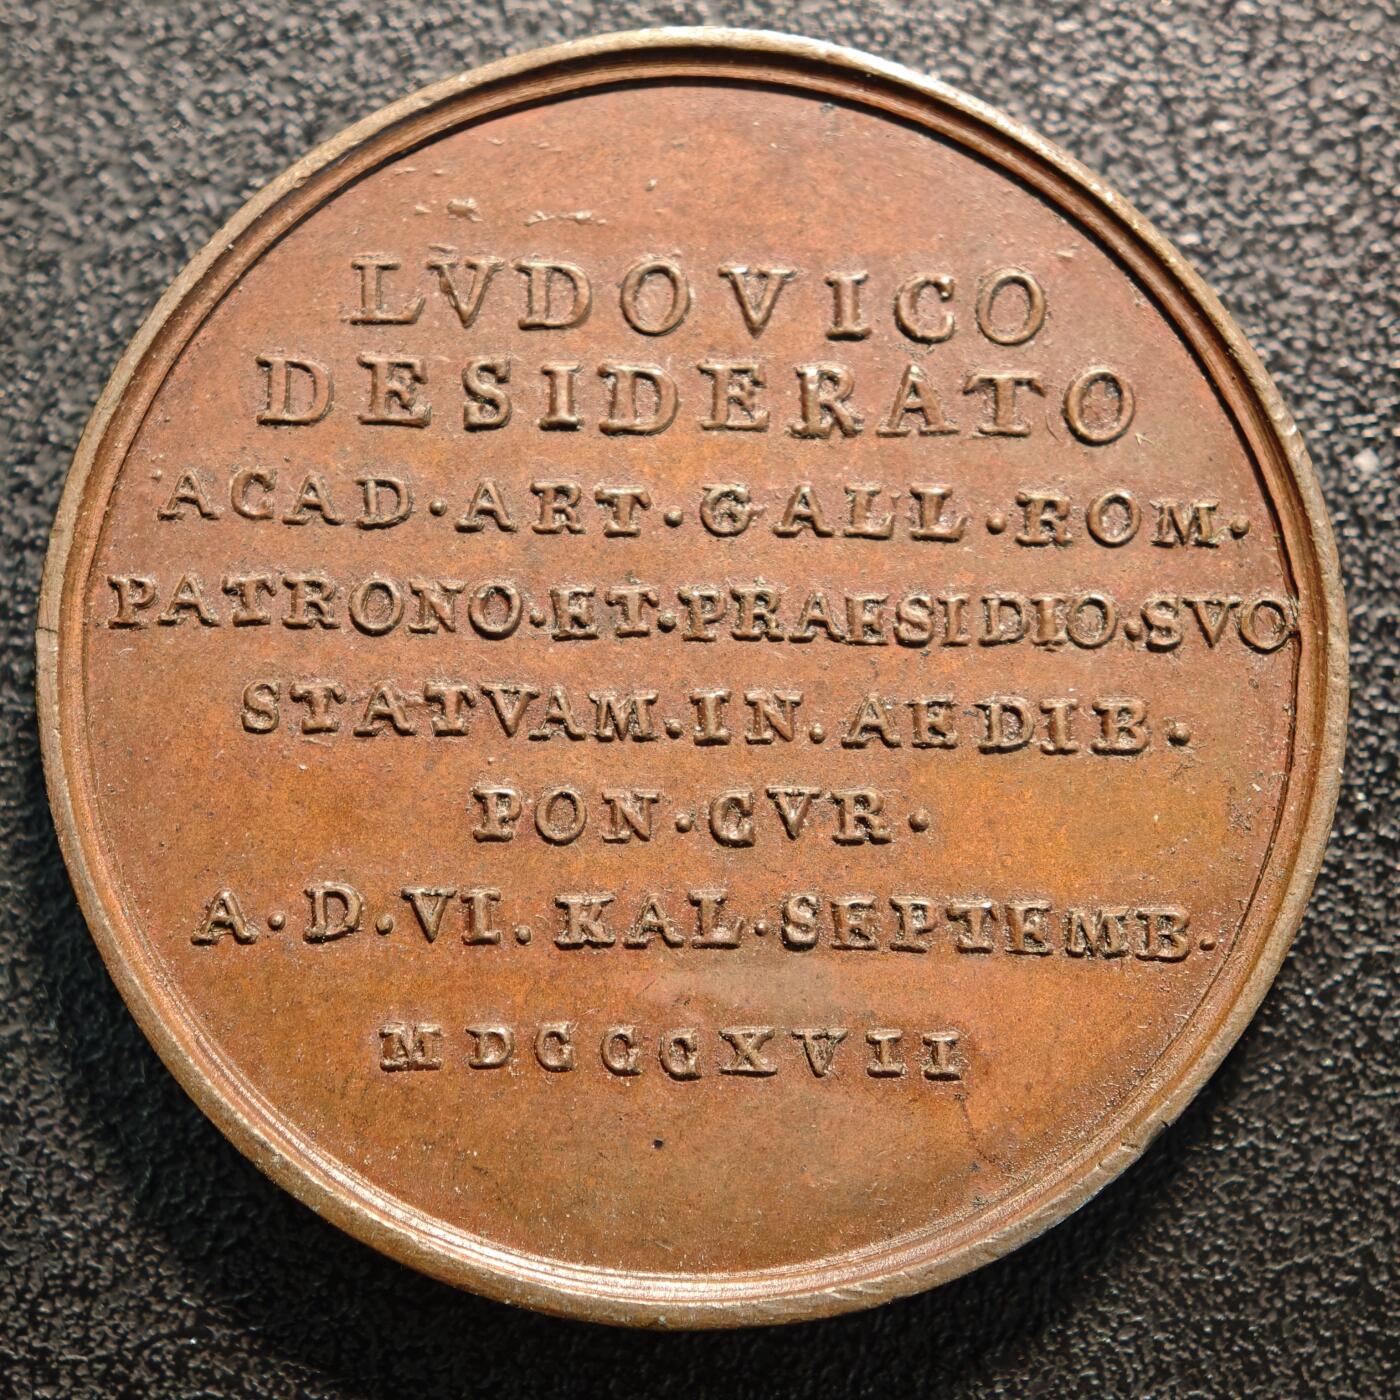 LVDOVICO
DESIDERATO
ACAD·ART·GALL·ROM·
PATRONO·ET·PRAESIDIO·SVO
STATVAM·IN·AEDIB·
PON·CVR·
A·D·VI·KAL·SEPTEMB·
MDCCCXVII